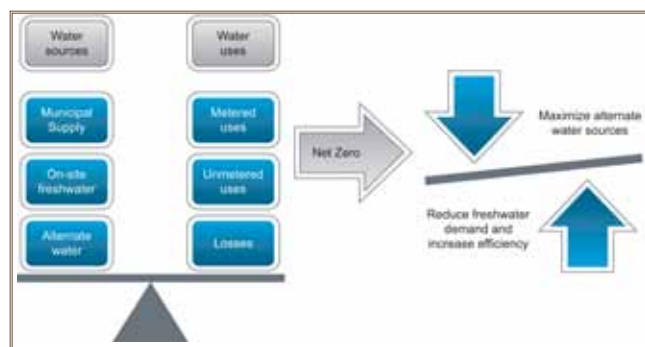 Water
sources
Water
uses
Municipal
Supply
Metered
uses
On-site
freshwater
Unmetered
uses
Alternate
water
Losses
Net Zero
Maximize alternate
water sources
Reduce freshwater
demand and
increase efficiency